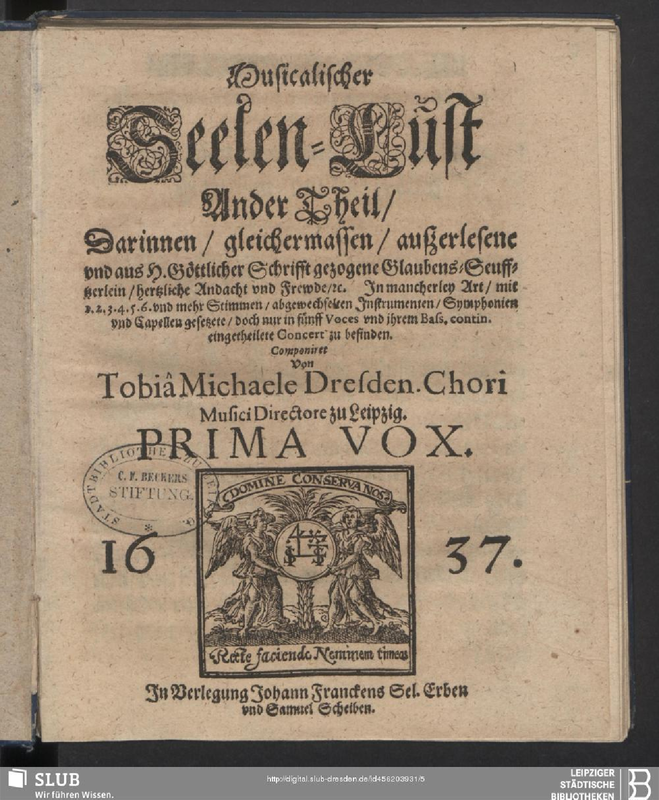 Musicalischer
Seelen-Lust
Ander Theil/
Darinnen / gleichermassen / außerlesene
vnd aus H. Göttlicher Schrifft gezogene Glaubens-Seuff-
tzerlein / hertzliche Andacht vnd Frewde/ꝛc. In mancherley Art / mit
1. 2. 3. 4. 5. 6. vnd mehr Stimmen / abgewechselten Instrumenten / Symphonien
vnd Capellen gesetzete / doch nur in fünff Voces vnd ihrem Bass. contin.
eingetheilete Concert zu befinden.
Componiret
Von
Tobiâ Michaele Dresden. Chori
Musici Directore zu Leipzig.
PRIMA VOX.
STADTBIBLIOTHEK ZU LEIPZIG.
C. F. BECKERS
STIFTUNG.
DOMINE CONSERVA NOS
16 37.
Recte faciendo Neminem timeas
In Verlegung Johann Franckens Sel. Erben
vnd Samuel Scheiben.
SLUB
Wir führen Wissen.
http://digital.slub-dresden.de/id456203931/5
LEIPZIGER
STÄDTISCHE
BIBLIOTHEKEN